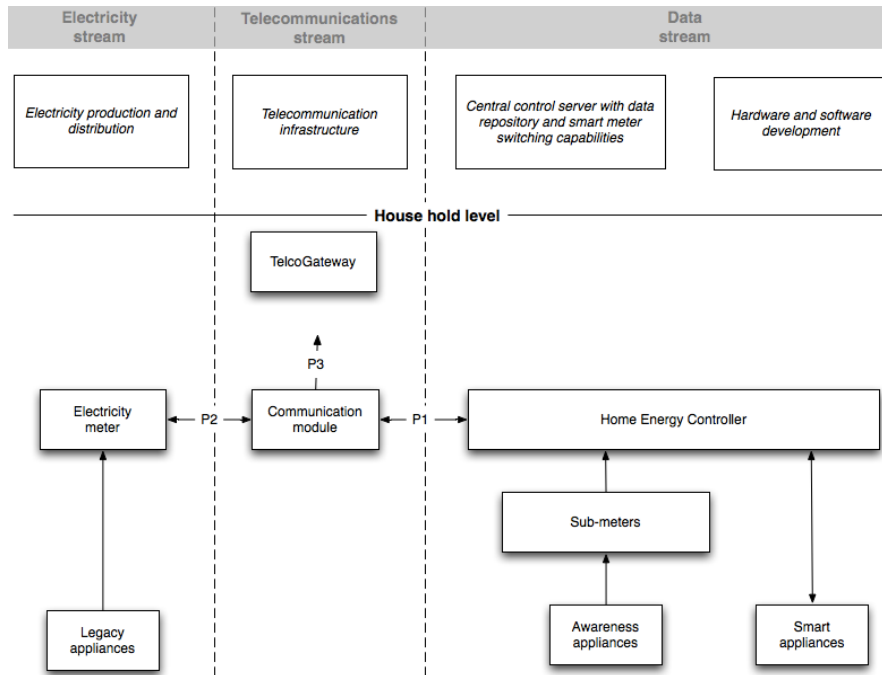 Electricity
stream
Telecommunications
stream
Data
stream
Electricity production and
distribution
Telecommunication
infrastructure
Central control server with data
repository and smart meter
switching capabilities
Hardware and software
development
House hold level
TelcoGateway
P3
Electricity
meter
P2
Communication
module
P1
Home Energy Controller
Sub-meters
Legacy
appliances
Awareness
appliances
Smart
appliances